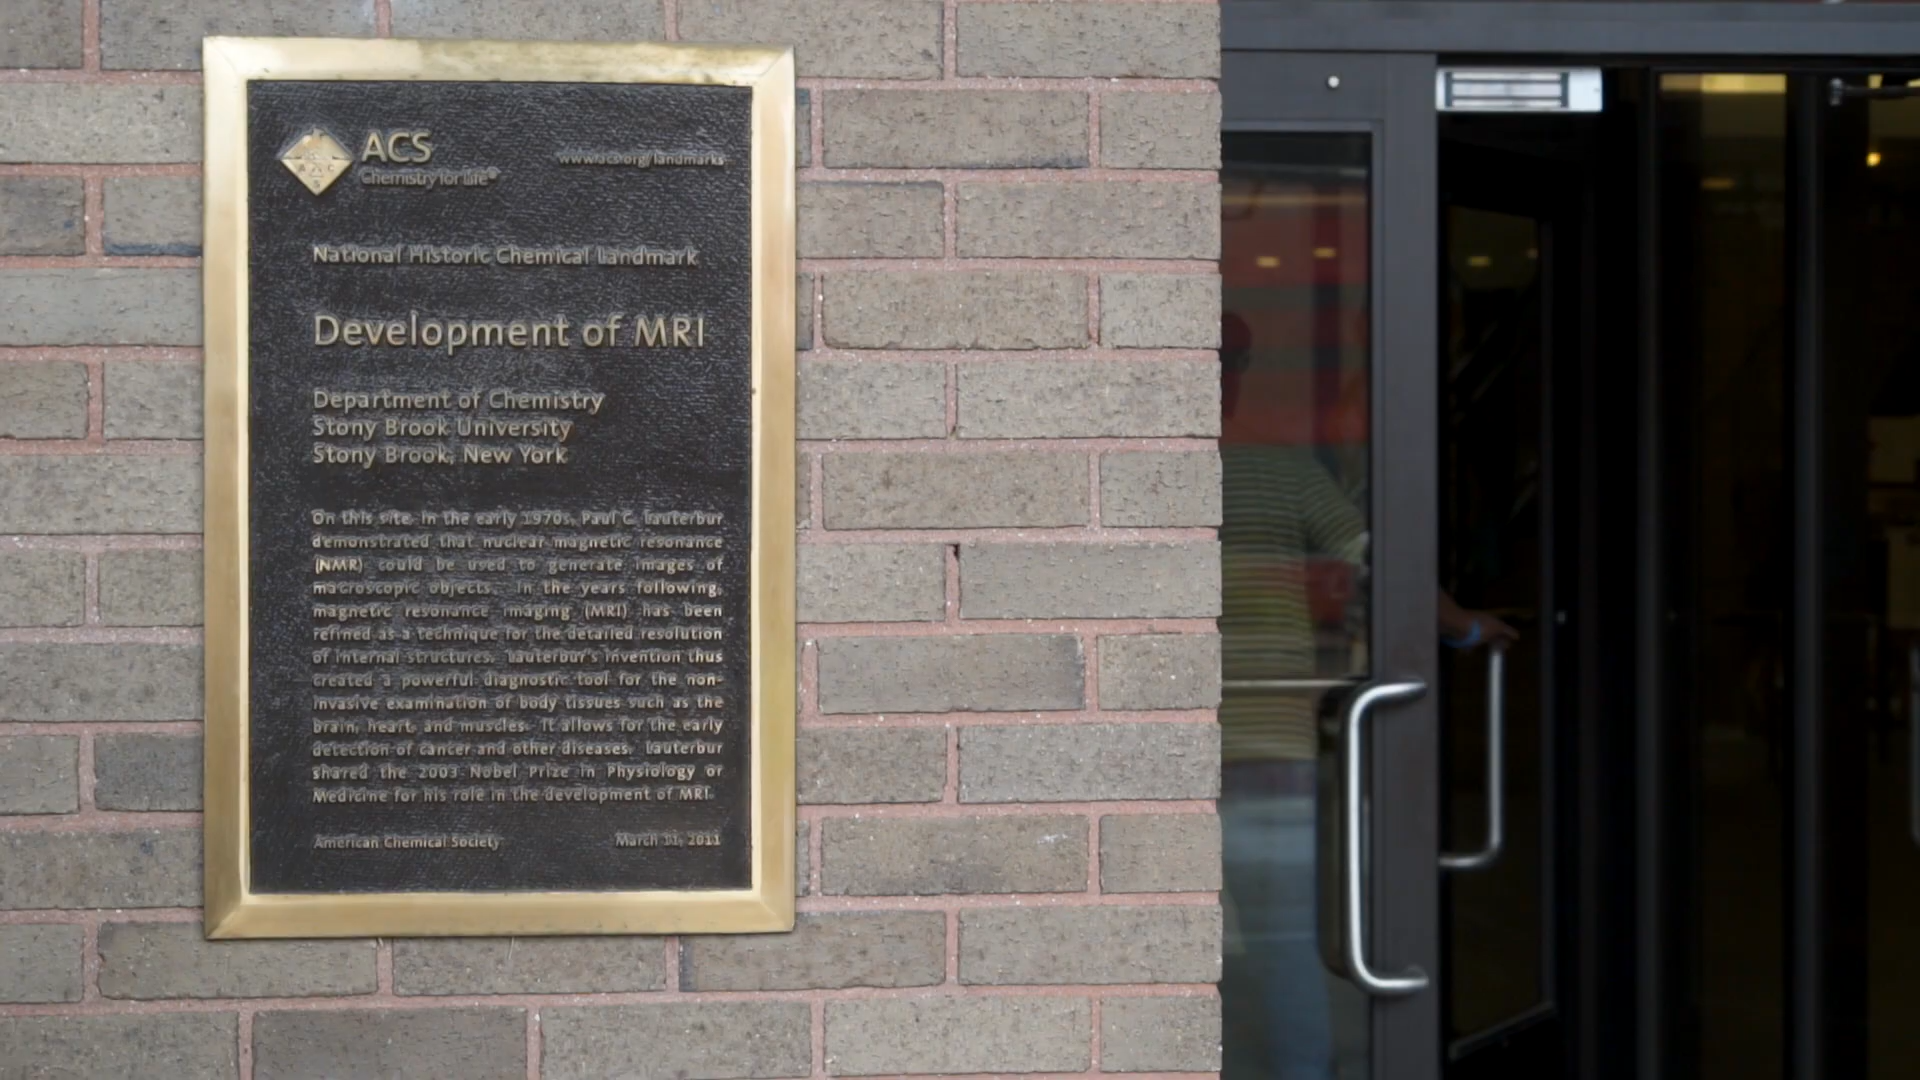 ACS
Chemistry for Life®
www.acs.org/landmarks
National Historic Chemical Landmark
Development of MRI
Department of Chemistry
Stony Brook University
Stony Brook, New York
On this site in the early 1970s, Paul C. Lauterbur
demonstrated that nuclear magnetic resonance
(NMR) could be used to generate images of
macroscopic objects. In the years following,
magnetic resonance imaging (MRI) has been
refined as a technique for the detailed resolution
of internal structures. Lauterbur's invention thus
created a powerful diagnostic tool for the non-
invasive examination of body tissues such as the
brain, heart, and muscles. It allows for the early
detection of cancer and other diseases. Lauterbur
shared the 2003 Nobel Prize in Physiology or
Medicine for his role in the development of MRI.
American Chemical Society
March 11, 2011